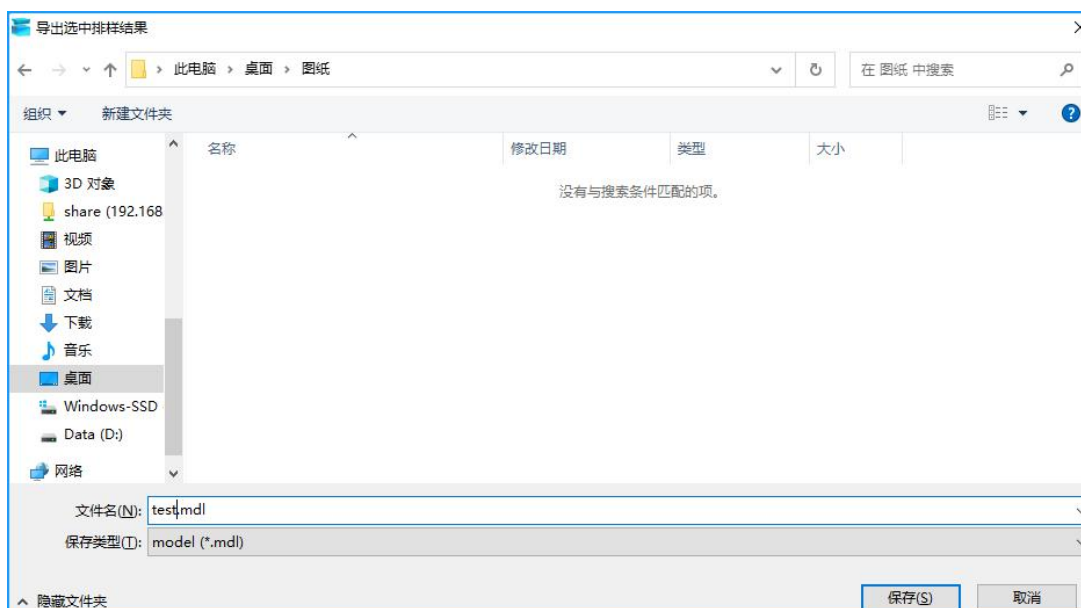 导出选中排样结果
此电脑 › 桌面 › 图纸
在 图纸 中搜索
组织 新建文件夹
名称 修改日期 类型 大小
没有与搜索条件匹配的项。
此电脑
3D 对象
share (192.168
视频
图片
文档
下载
音乐
桌面
Windows-SSD
Data (D:)
网络
文件名(N): test.mdl
保存类型(T): model (*.mdl)
隐藏文件夹 保存(S) 取消